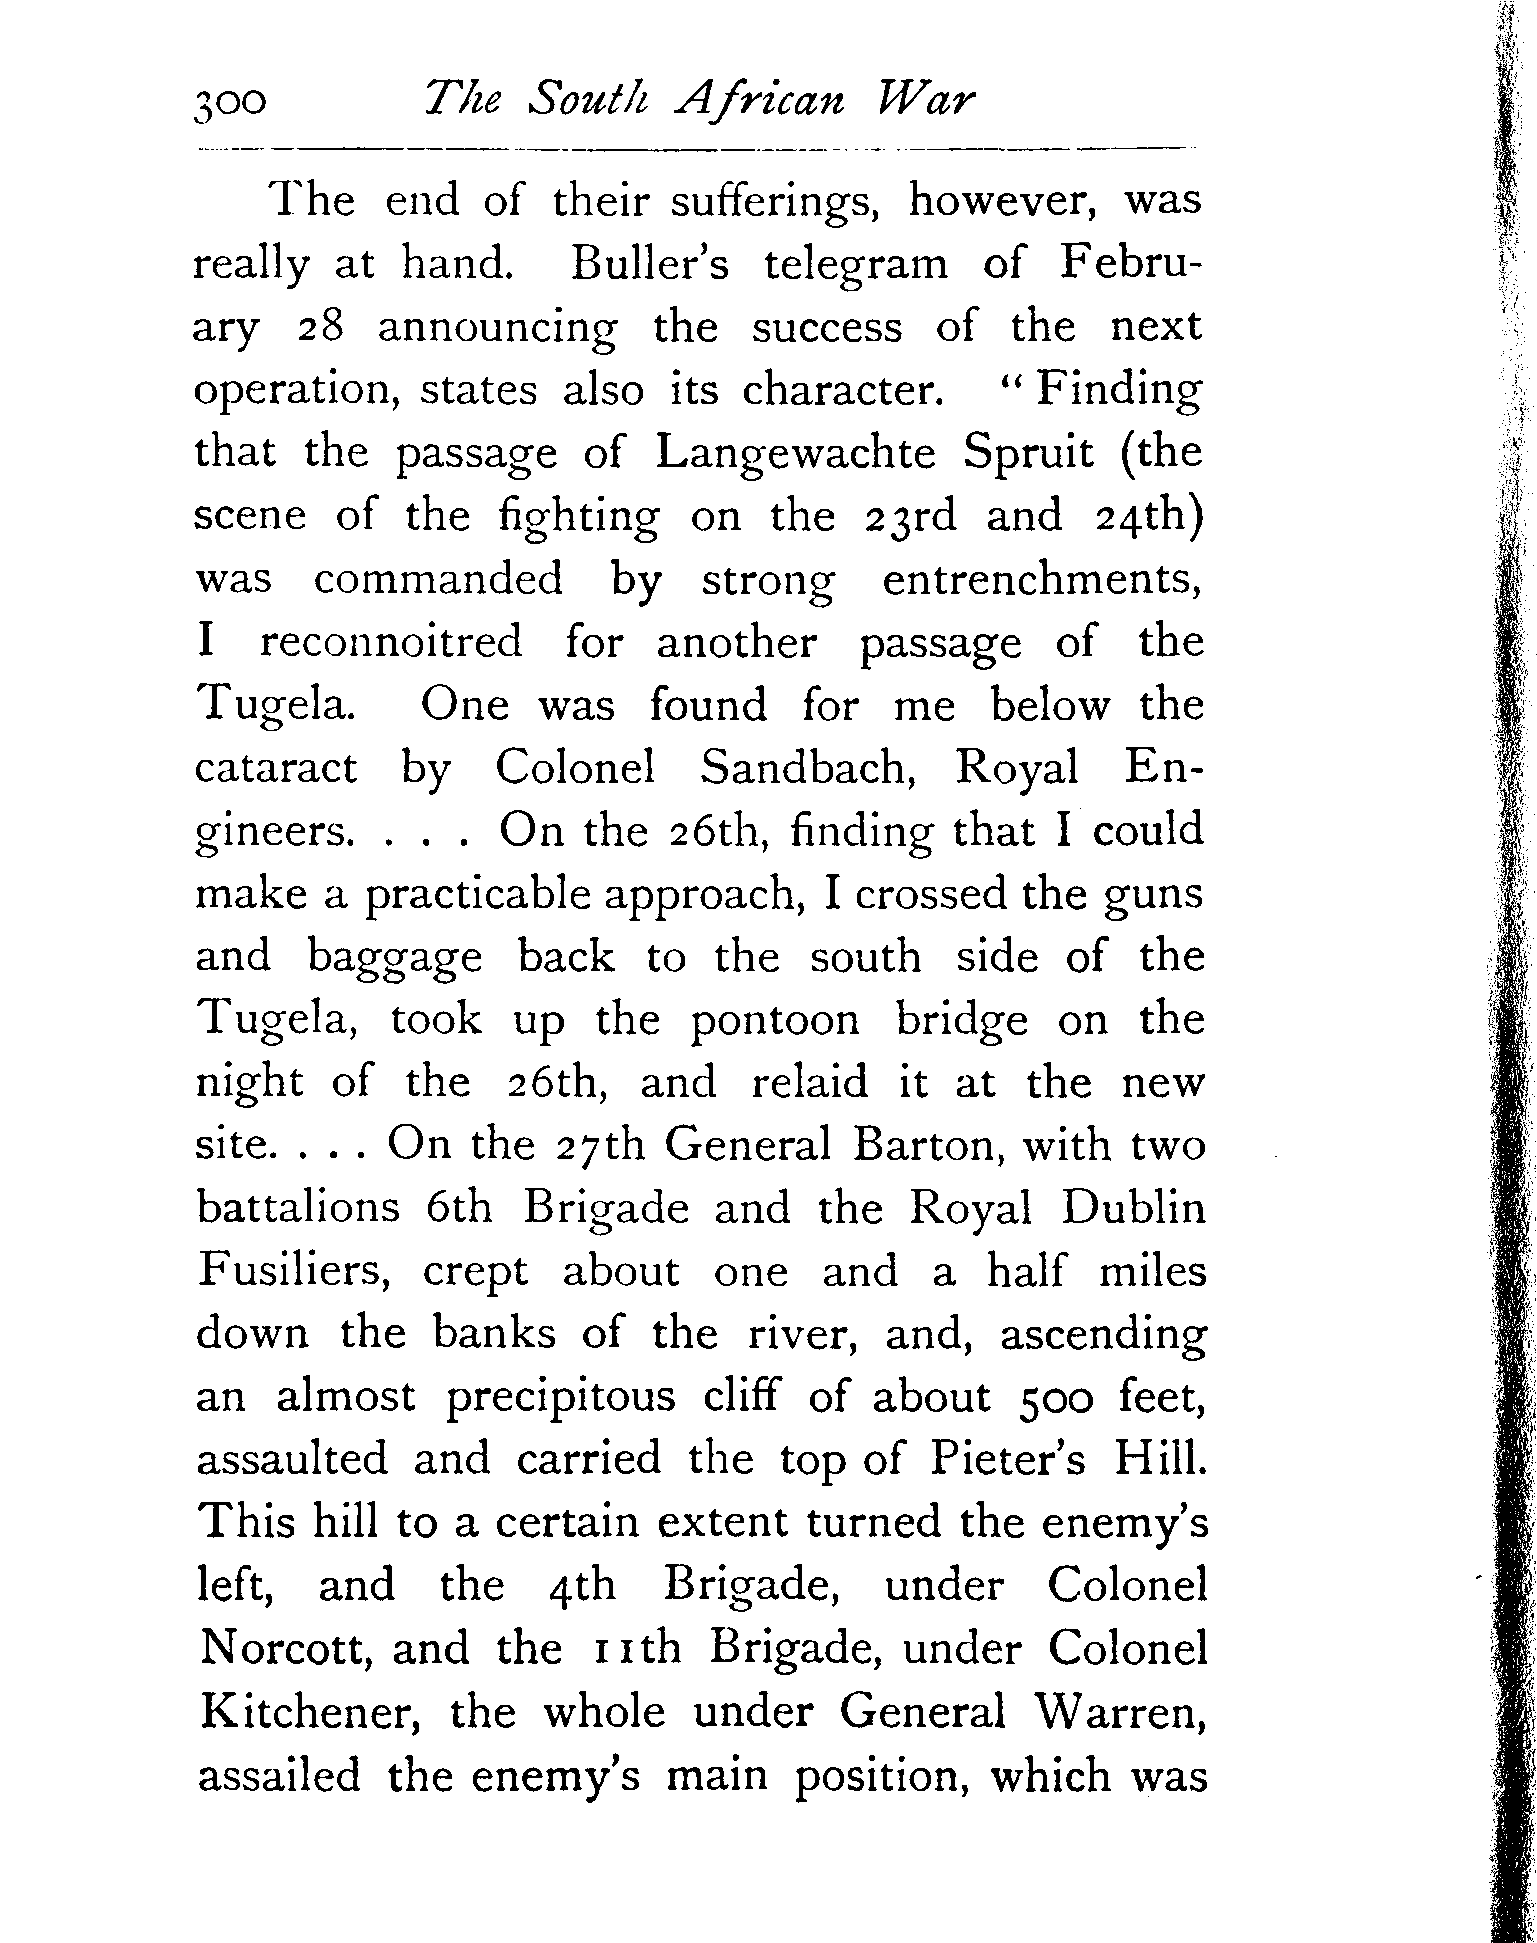 300 The South African War
The end of their sufferings, however, was
really at hand. Buller's telegram of Febru-
ary 28 announcing the success of the next
operation, states also its character. “Finding
that the passage of Langewachte Spruit (the
scene of the fighting on the 23rd and 24th)
was commanded by strong entrenchments,
I reconnoitred for another passage of the
Tugela. One was found for me below the
cataract by Colonel Sandbach, Royal En-
gineers. . . . On the 26th, finding that I could
make a practicable approach, I crossed the guns
and baggage back to the south side of the
Tugela, took up the pontoon bridge on the
night of the 26th, and relaid it at the new
site. . . . On the 27th General Barton, with two
battalions 6th Brigade and the Royal Dublin
Fusiliers, crept about one and a half miles
down the banks of the river, and, ascending
an almost precipitous cliff of about 500 feet,
assaulted and carried the top of Pieter's Hill.
This hill to a certain extent turned the enemy's
left, and the 4th Brigade, under Colonel
Norcott, and the 11th Brigade, under Colonel
Kitchener, the whole under General Warren,
assailed the enemy's main position, which was